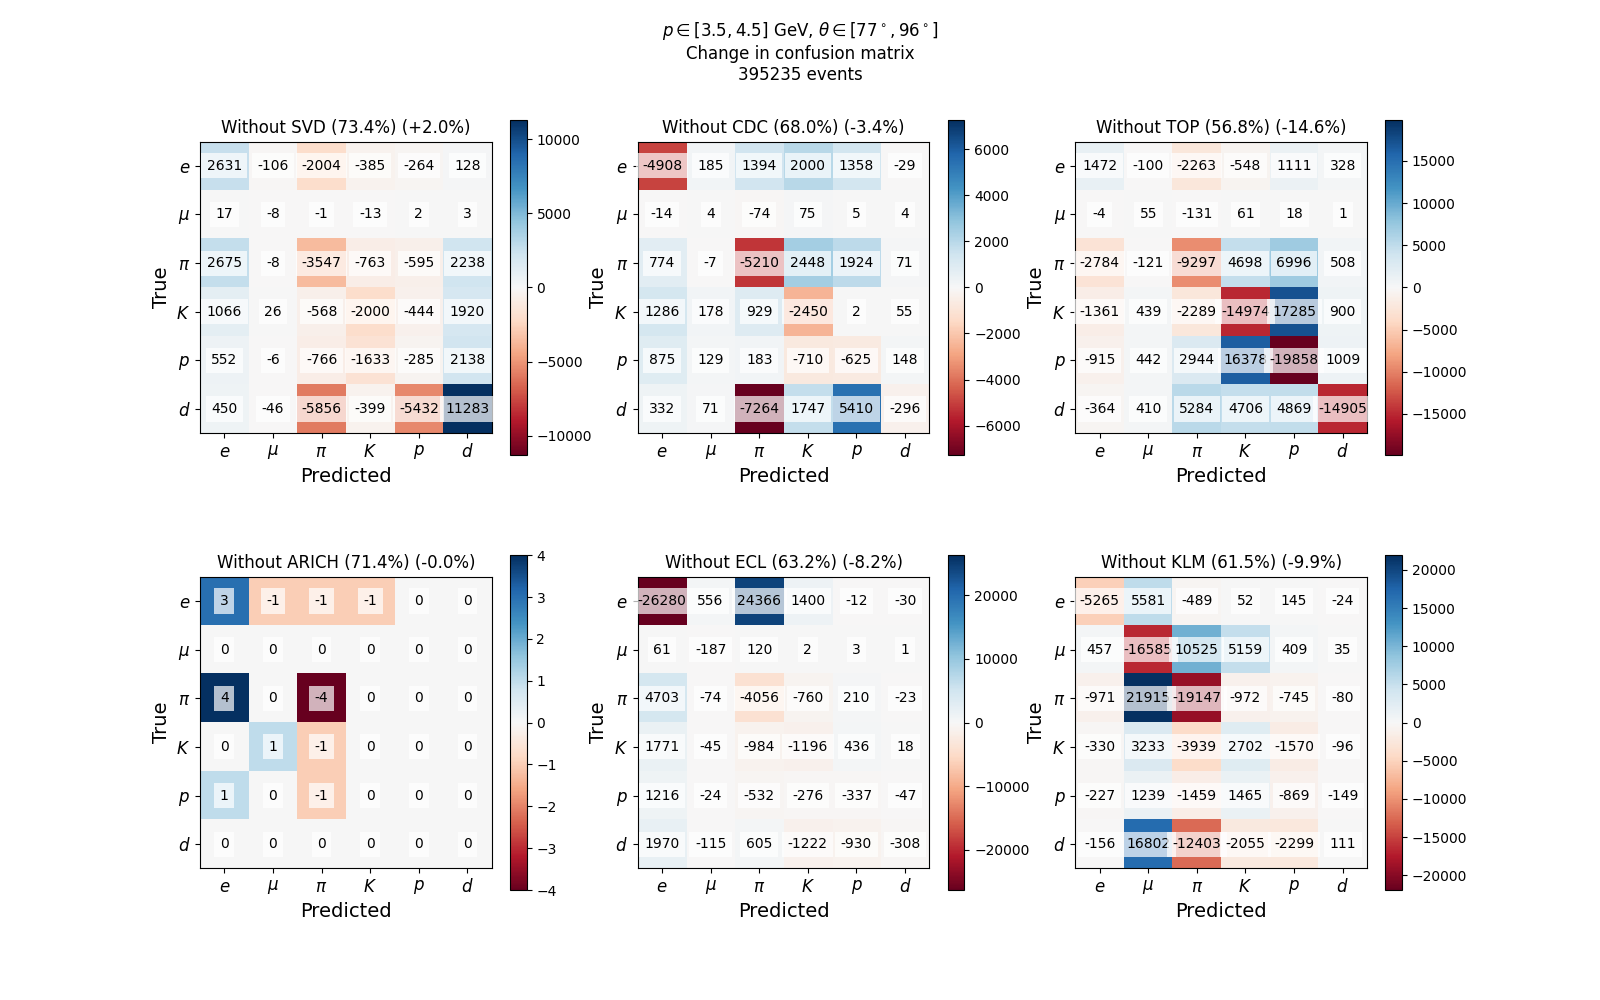 p ∈ [3.5, 4.5] GeV, θ ∈ [77°, 96°]
Change in confusion matrix
395235 events
Without SVD (73.4%) (+2.0%)
True
e 2631 -106 -2004 -385 -264 128
μ 17 -8 -1 -13 2 3
π 2675 -8 -3547 -763 -595 2238
K 1066 26 -568 -2000 -444 1920
p 552 -6 -766 -1633 -285 2138
d 450 -46 -5856 -399 -5432 11283
e μ π K p d
Predicted
10000
5000
0
−5000
−10000
Without CDC (68.0%) (-3.4%)
True
e -4908 185 1394 2000 1358 -29
μ -14 4 -74 75 5 4
π 774 -7 -5210 2448 1924 71
K 1286 178 929 -2450 2 55
p 875 129 183 -710 -625 148
d 332 71 -7264 1747 5410 -296
e μ π K p d
Predicted
6000
4000
2000
0
−2000
−4000
−6000
Without TOP (56.8%) (-14.6%)
True
e 1472 -100 -2263 -548 1111 328
μ -4 55 -131 61 18 1
π -2784 -121 -9297 4698 6996 508
K -1361 439 -2289 -14974 17285 900
p -915 442 2944 16378 -19858 1009
d -364 410 5284 4706 4869 -14905
e μ π K p d
Predicted
15000
10000
5000
0
−5000
−10000
−15000
Without ARICH (71.4%) (-0.0%)
True
e 3 -1 -1 -1 0 0
μ 0 0 0 0 0 0
π 4 0 -4 0 0 0
K 0 1 -1 0 0 0
p 1 0 -1 0 0 0
d 0 0 0 0 0 0
e μ π K p d
Predicted
4
3
2
1
0
−1
−2
−3
−4
Without ECL (63.2%) (-8.2%)
True
e -26280 556 24366 1400 -12 -30
μ 61 -187 120 2 3 1
π 4703 -74 -4056 -760 210 -23
K 1771 -45 -984 -1196 436 18
p 1216 -24 -532 -276 -337 -47
d 1970 -115 605 -1222 -930 -308
e μ π K p d
Predicted
20000
10000
0
−10000
−20000
Without KLM (61.5%) (-9.9%)
True
e -5265 5581 -489 52 145 -24
μ 457 -16585 10525 5159 409 35
π -971 21915 -19147 -972 -745 -80
K -330 3233 -3939 2702 -1570 -96
p -227 1239 -1459 1465 -869 -149
d -156 16802 -12403 -2055 -2299 111
e μ π K p d
Predicted
20000
15000
10000
5000
0
−5000
−10000
−15000
−20000